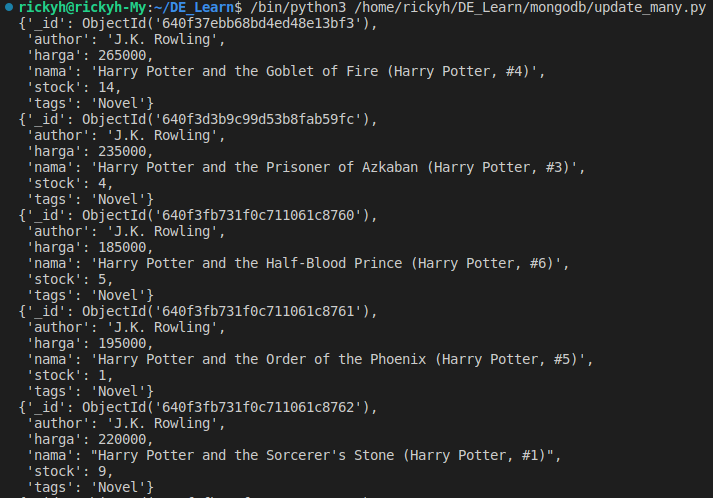 rickyh@rickyh-My:~/DE_Learn$ /bin/python3 /home/rickyh/DE_Learn/mongodb/update_many.py
{'_id': ObjectId('640f37ebb68bd4ed48e13bf3'),
 'author': 'J.K. Rowling',
 'harga': 265000,
 'nama': 'Harry Potter and the Goblet of Fire (Harry Potter, #4)',
 'stock': 14,
 'tags': 'Novel'}
{'_id': ObjectId('640f3d3b9c99d53b8fab59fc'),
 'author': 'J.K. Rowling',
 'harga': 235000,
 'nama': 'Harry Potter and the Prisoner of Azkaban (Harry Potter, #3)',
 'stock': 4,
 'tags': 'Novel'}
{'_id': ObjectId('640f3fb731f0c711061c8760'),
 'author': 'J.K. Rowling',
 'harga': 185000,
 'nama': 'Harry Potter and the Half-Blood Prince (Harry Potter, #6)',
 'stock': 5,
 'tags': 'Novel'}
{'_id': ObjectId('640f3fb731f0c711061c8761'),
 'author': 'J.K. Rowling',
 'harga': 195000,
 'nama': 'Harry Potter and the Order of the Phoenix (Harry Potter, #5)',
 'stock': 1,
 'tags': 'Novel'}
{'_id': ObjectId('640f3fb731f0c711061c8762'),
 'author': 'J.K. Rowling',
 'harga': 220000,
 'nama': "Harry Potter and the Sorcerer's Stone (Harry Potter, #1)",
 'stock': 9,
 'tags': 'Novel'}